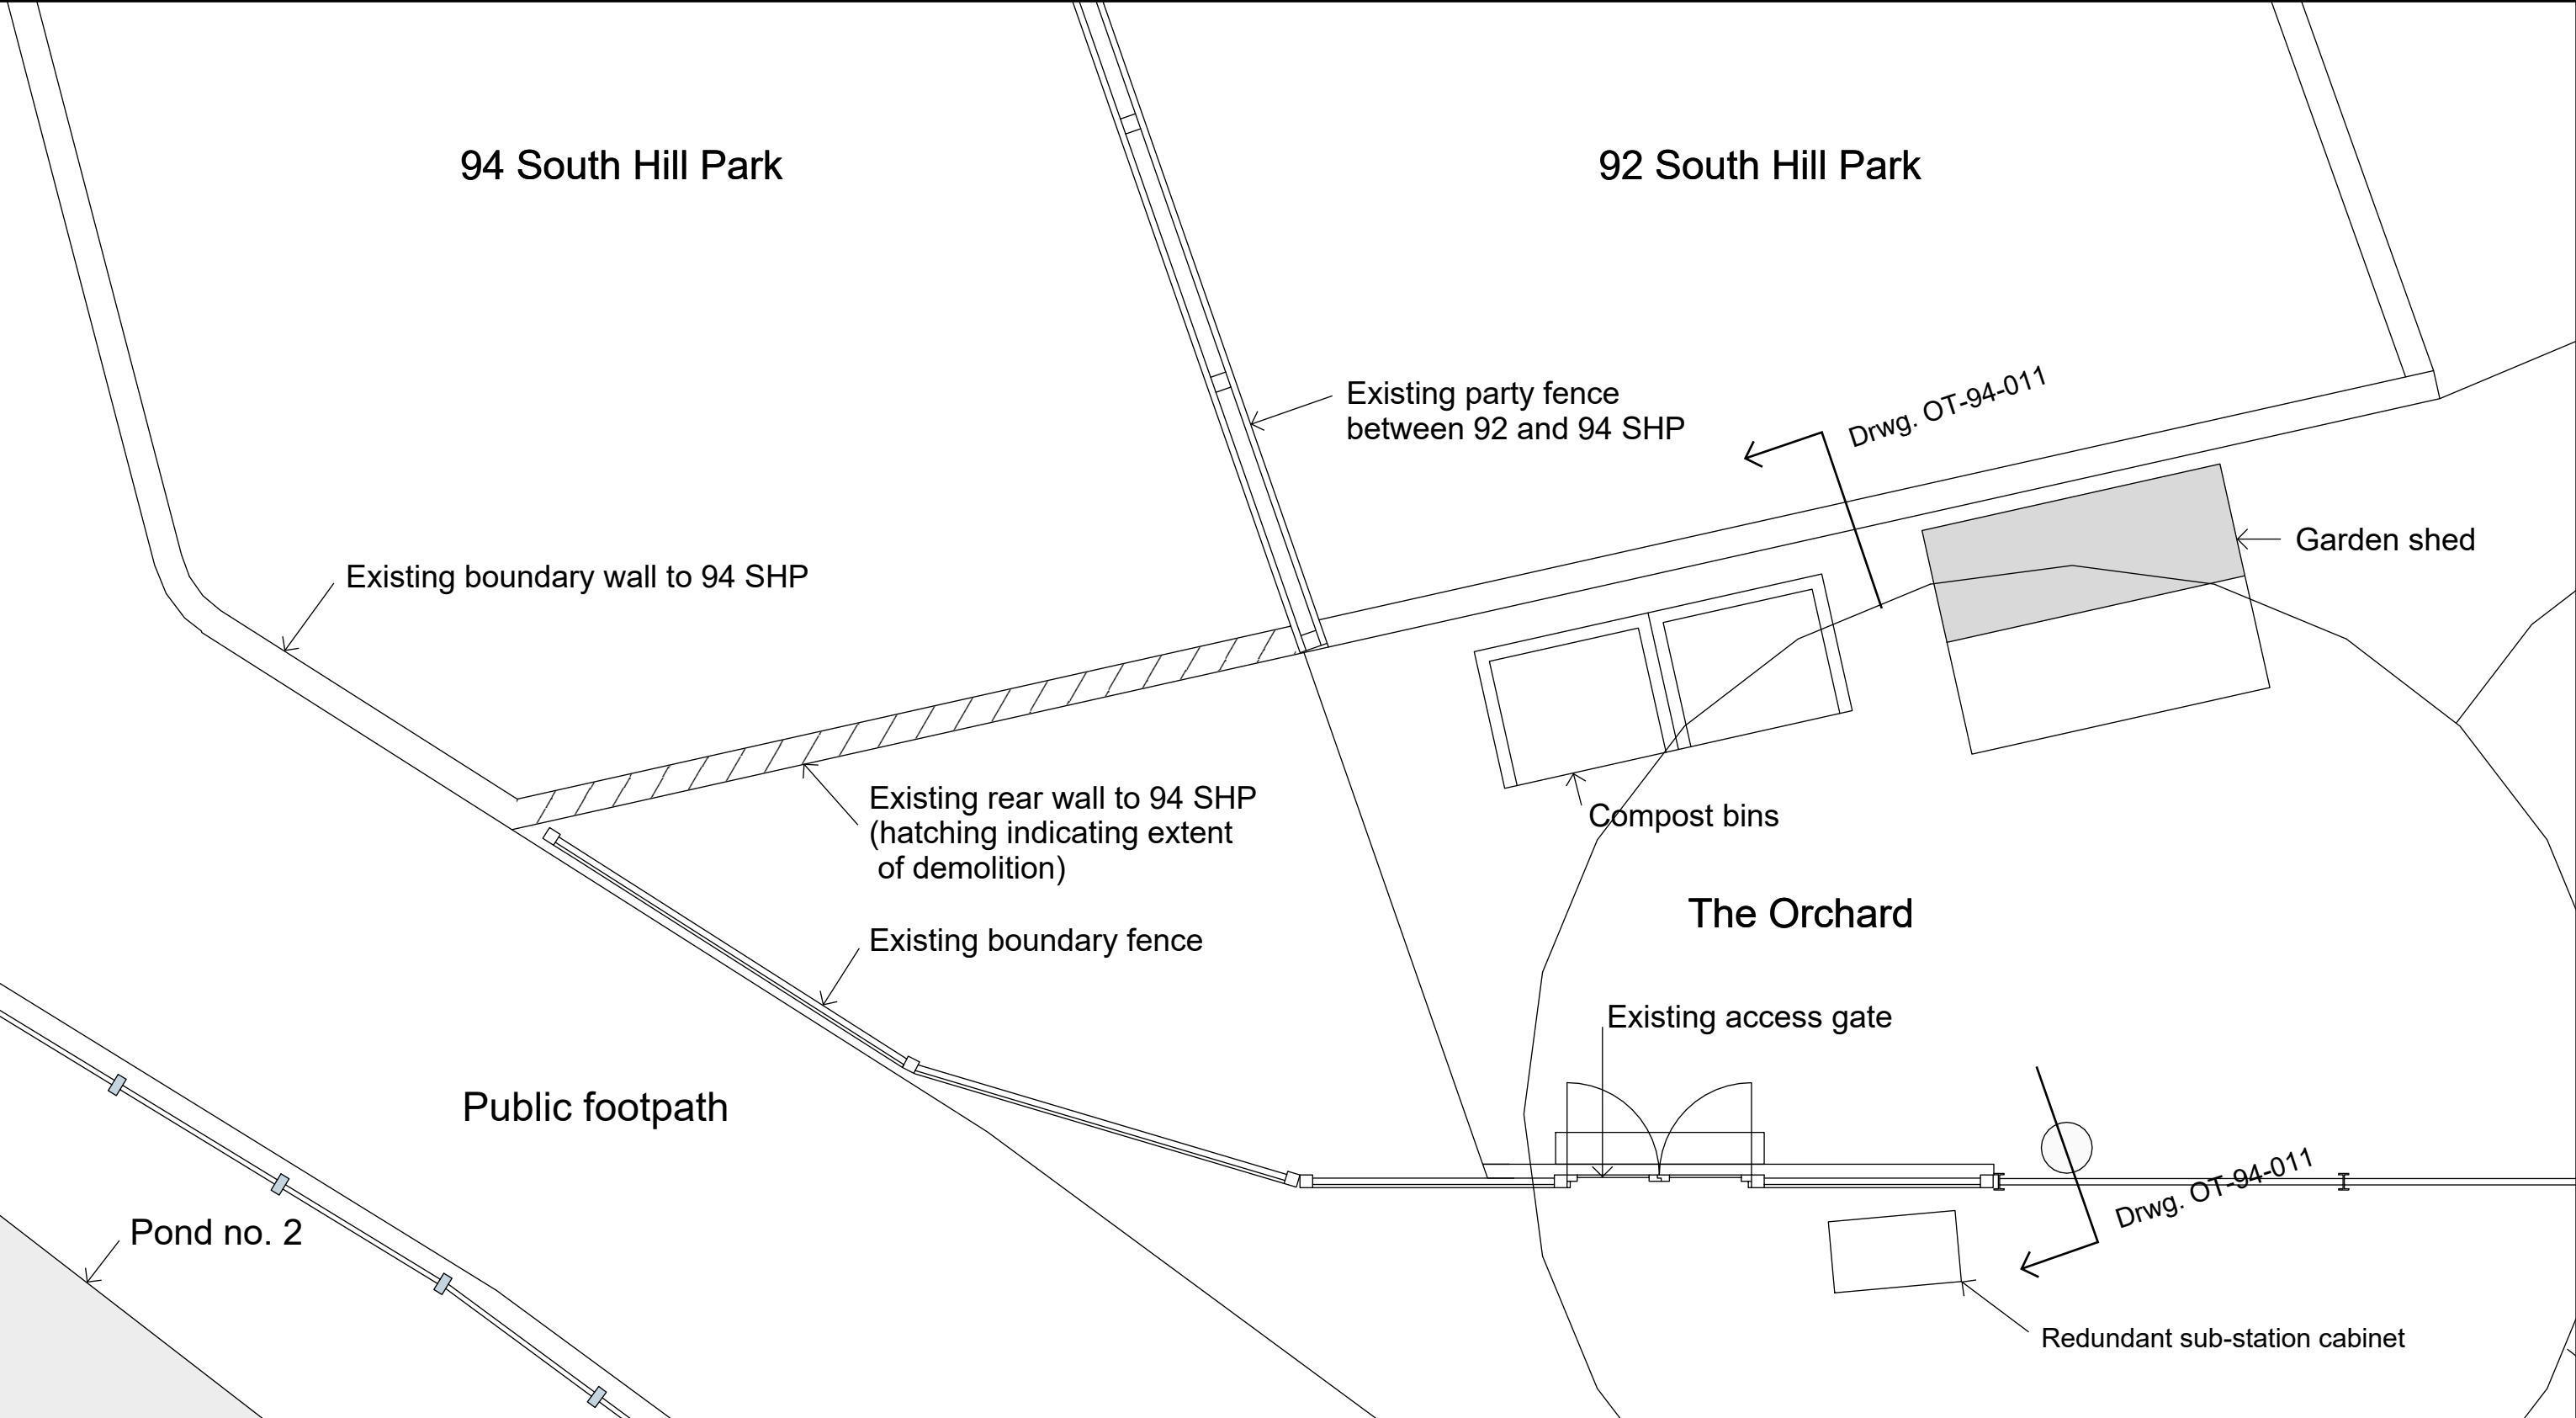 94 South Hill Park
92 South Hill Park
Existing party fence
between 92 and 94 SHP
Drwg. OT-94-011
Garden shed
Existing boundary wall to 94 SHP
Existing rear wall to 94 SHP
(hatching indicating extent
of demolition)
Compost bins
The Orchard
Existing boundary fence
Existing access gate
Public footpath
Drwg. OT-94-011
Pond no. 2
Redundant sub-station cabinet